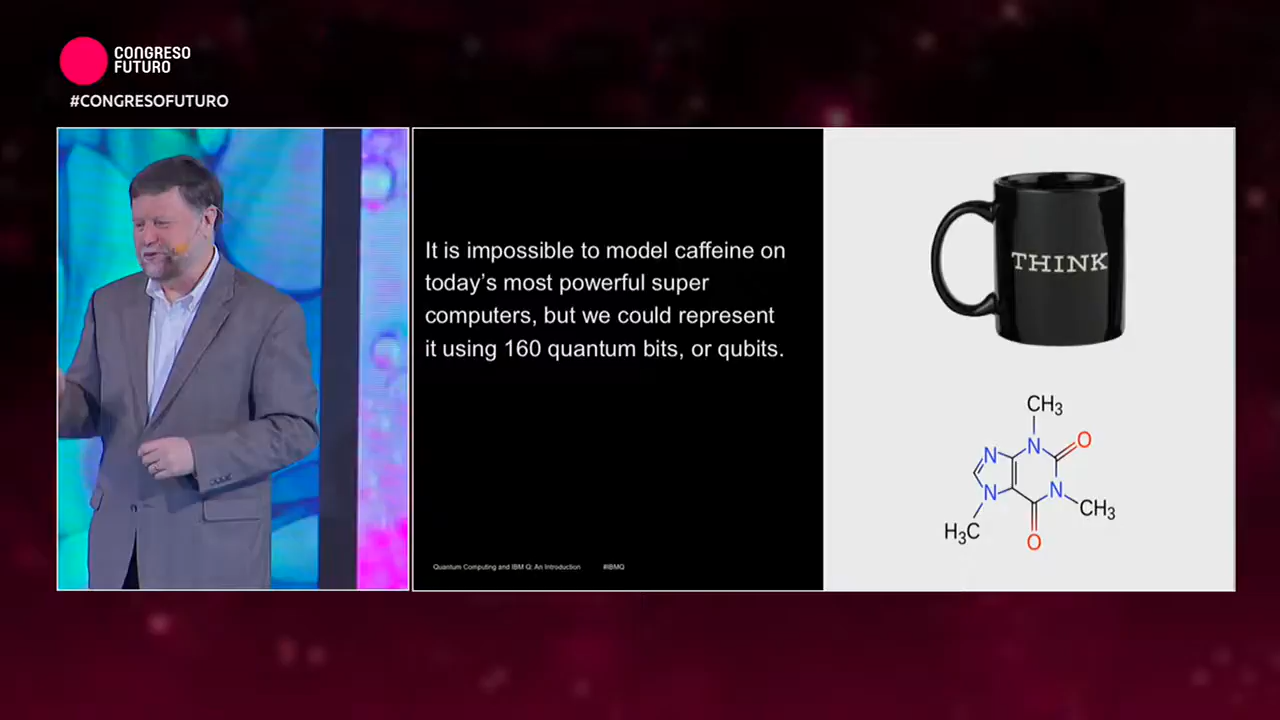 CONGRESO
FUTURO
#CONGRESOFUTURO
It is impossible to model caffeine on
today's most powerful super
computers, but we could represent
it using 160 quantum bits, or qubits.
Quantum Computing and IBM Q: An Introduction #IBMQ
THINK
CH₃
N
N
O
N
N
CH₃
H₃C
O